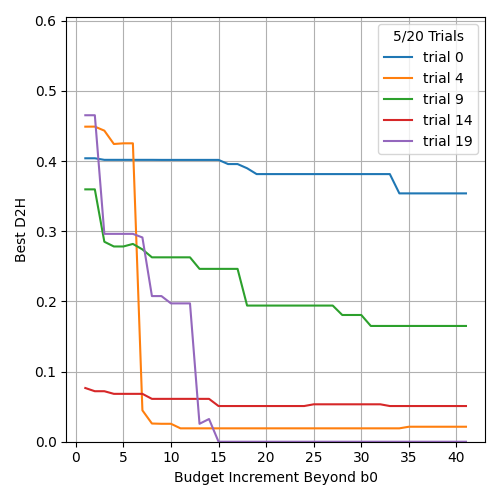 5/20 Trials
trial 0
trial 4
trial 9
trial 14
trial 19
Best D2H
0.6
0.5
0.4
0.3
0.2
0.1
0.0
0 5 10 15 20 25 30 35 40
Budget Increment Beyond b0